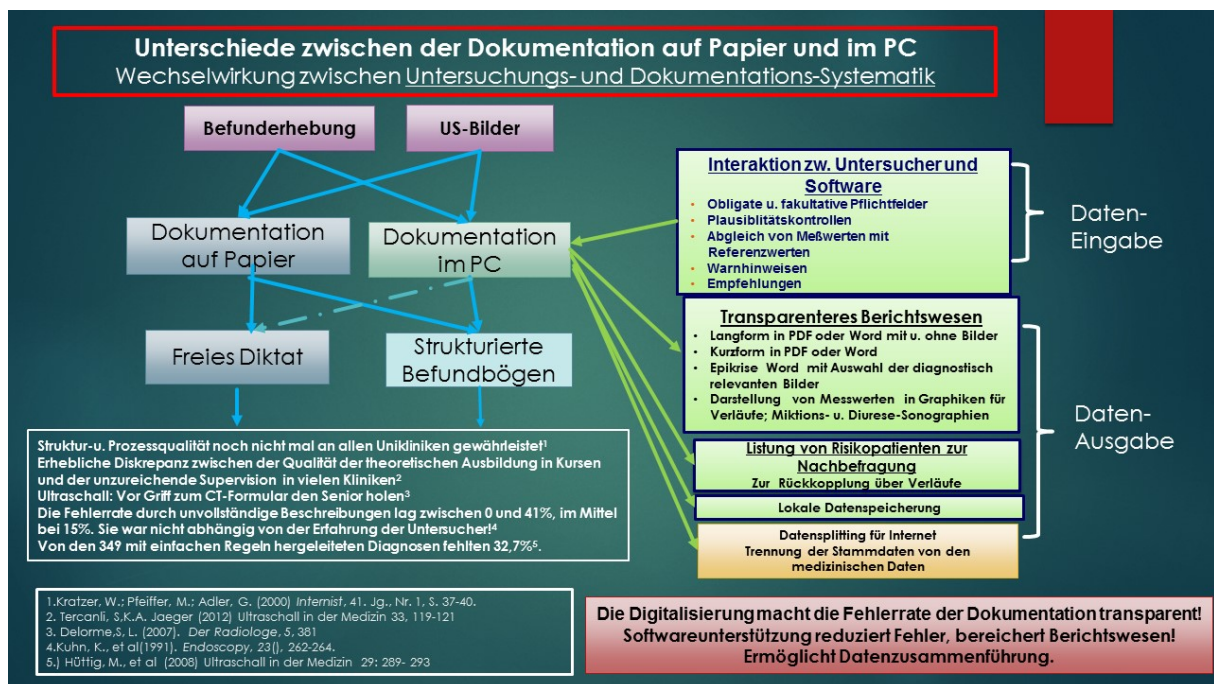 Unterschiede zwischen der Dokumentation auf Papier und im PC
Wechselwirkung zwischen Untersuchungs- und Dokumentations-Systematik
Befunderhebung
US-Bilder
Dokumentation
auf Papier
Dokumentation
im PC
Freies Diktat
Strukturierte
Befundbögen
Struktur-u. Prozessqualität noch nicht mal an allen Unikliniken gewährleistet¹
Erhebliche Diskrepanz zwischen der Qualität der theoretischen Ausbildung in Kursen
und der unzureichende Supervision in vielen Kliniken²
Ultraschall: Vor Griff zum CT-Formular den Senior holen³
Die Fehlerrate durch unvollständige Beschreibungen lag zwischen 0 und 41%, im Mittel
bei 15%. Sie war nicht abhängig von der Erfahrung der Untersucher!⁴
Von den 349 mit einfachen Regeln hergeleiteten Diagnosen fehlten 32,7%⁵.
1.Kratzer, W.; Pfeiffer, M.; Adler, G. (2000) Internist, 41. Jg., Nr. 1, S. 37-40.
2. Tercanli, S.K.A. Jaeger (2012) Ultraschall in der Medizin 33, 119-121
3. Delorme,S, L. (2007). Der Radiologe, 5, 381
4.Kuhn, K., et al(1991). Endoscopy, 23(), 262-264.
5.) Hüttig, M., et al (2008) Ultraschall in der Medizin 29: 289- 293
Interaktion zw. Untersucher und
Software
• Obligate u. fakultative Pflichtfelder
• Plausiblitätskontrollen
• Abgleich von Meßwerten mit
Referenzwerten
• Warnhinweisen
• Empfehlungen
Daten-
Eingabe
Transparenteres Berichtswesen
• Langform in PDF oder Word mit u. ohne Bilder
• Kurzform in PDF oder Word
• Epikrise Word mit Auswahl der diagnostisch
relevanten Bilder
• Darstellung von Messwerten in Graphiken für
Verläufe; Miktions- u. Diurese-Sonographien
Listung von Risikopatienten zur
Nachbefragung
Zur Rückkopplung über Verläufe
Lokale Datenspeicherung
Datensplitting für Internet
Trennung der Stammdaten von den
medizinischen Daten
Daten-
Ausgabe
Die Digitalisierung macht die Fehlerrate der Dokumentation transparent!
Softwareunterstützung reduziert Fehler, bereichert Berichtswesen!
Ermöglicht Datenzusammenführung.